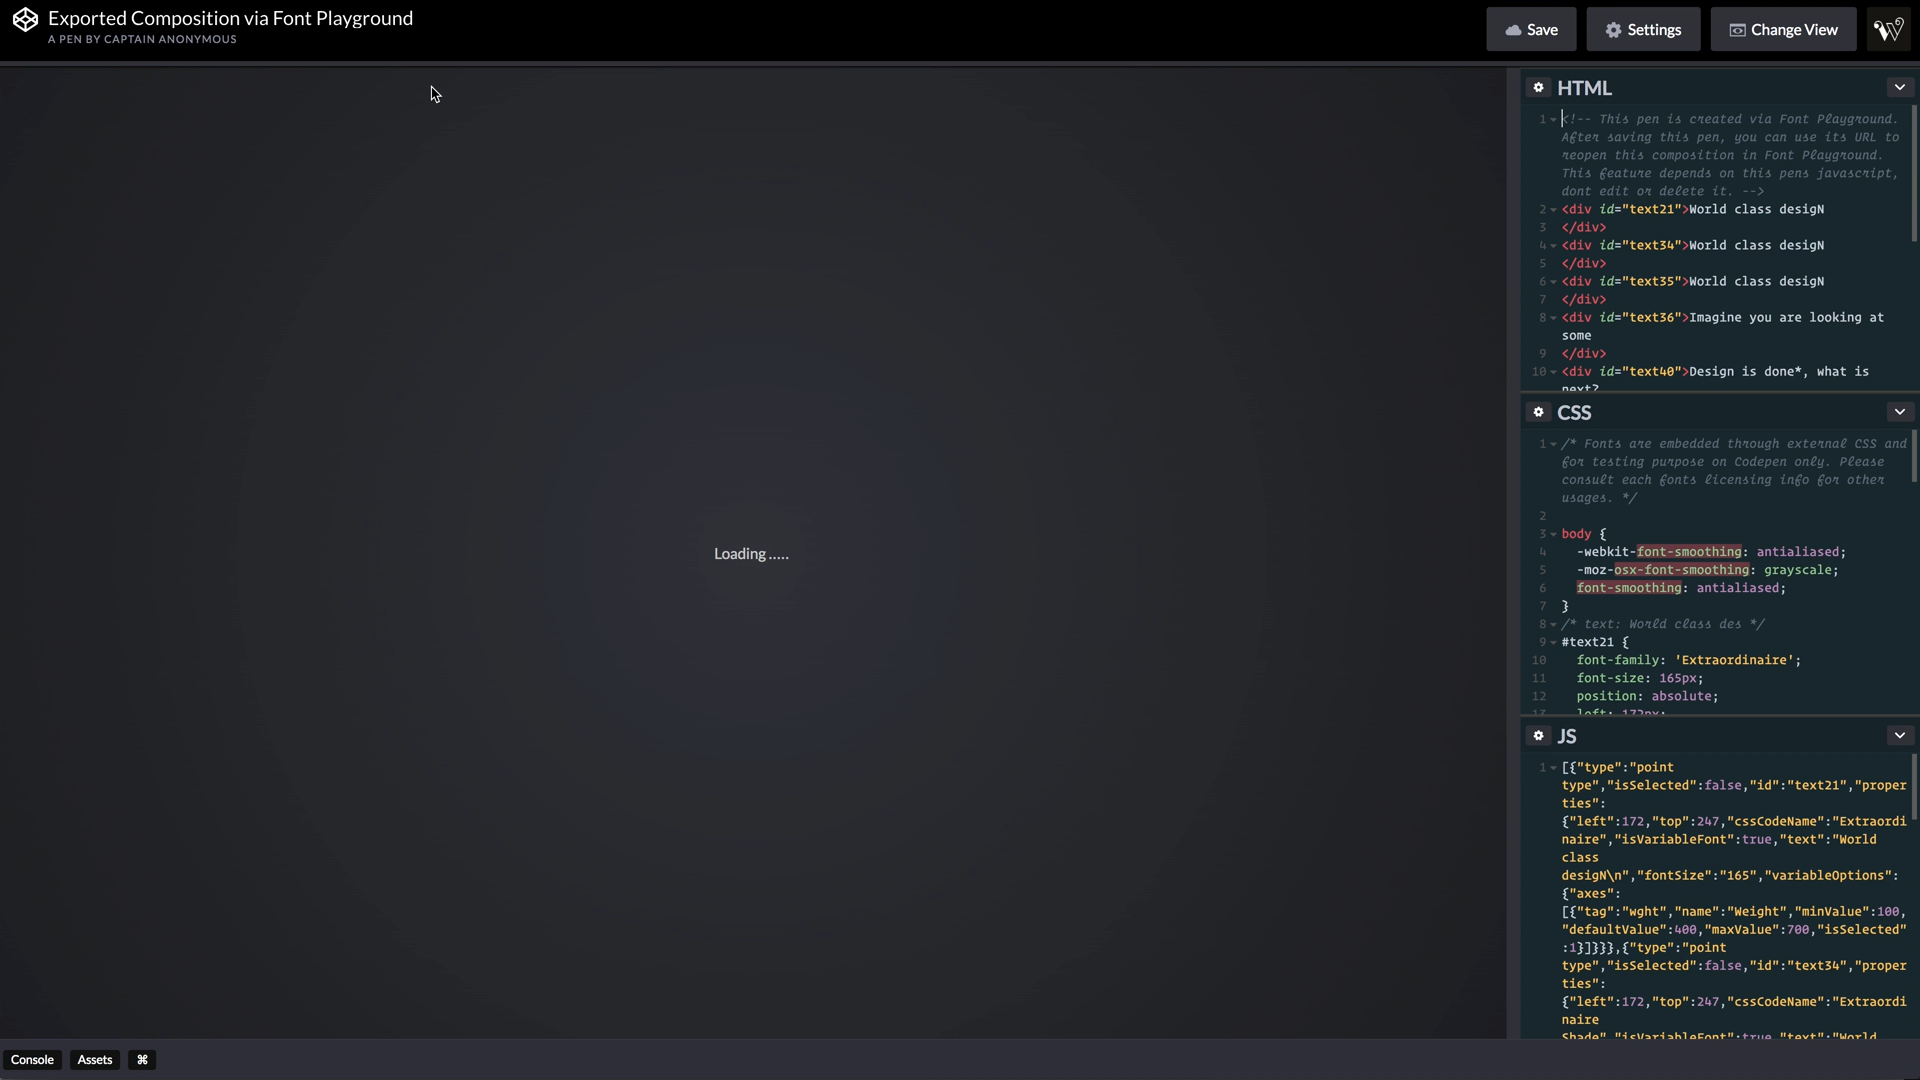 Exported Composition via Font Playground
A PEN BY CAPTAIN ANONYMOUS
Save
Settings
Change View
Loading .....
HTML
1 <!-- This pen is created via Font Playground.
After saving this pen, you can use its URL to
reopen this composition in Font Playground.
This feature depends on this pens javascript,
dont edit or delete it. -->
2 <div id="text21">World class desigN
3 </div>
4 <div id="text34">World class desigN
5 </div>
6 <div id="text35">World class desigN
7 </div>
8 <div id="text36">Imagine you are looking at
some
9 </div>
10 <div id="text40">Design is done*, what is
next?
CSS
1 /* Fonts are embedded through external CSS and
for testing purpose on Codepen only. Please
consult each fonts licensing info for other
usages. */
2
3 body {
4 -webkit-font-smoothing: antialiased;
5 -moz-osx-font-smoothing: grayscale;
6 font-smoothing: antialiased;
7 }
8 /* text: World class des */
9 #text21 {
10 font-family: 'Extraordinaire';
11 font-size: 165px;
12 position: absolute;
13 left: 172px;
JS
1 [{"type":"point
type","isSelected":false,"id":"text21","proper
ties":
{"left":172,"top":247,"cssCodeName":"Extraordi
naire","isVariableFont":true,"text":"World
class
desigN\n","fontSize":"165","variableOptions":
{"axes":
[{"tag":"wght","name":"Weight","minValue":100,
"defaultValue":400,"maxValue":700,"isSelected"
:1}]}}},{"type":"point
type","isSelected":false,"id":"text34","proper
ties":
{"left":172,"top":247,"cssCodeName":"Extraordi
naire
Shade","isVariableFont":true,"text":"World
Console
Assets
⌘